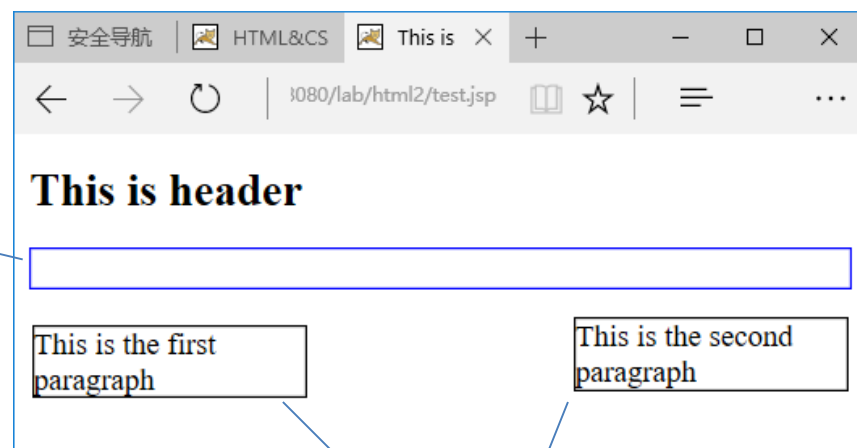 安全导航 HTML&CS This is
8080/lab/html2/test.jsp
This is header
This is the first
paragraph
This is the second
paragraph